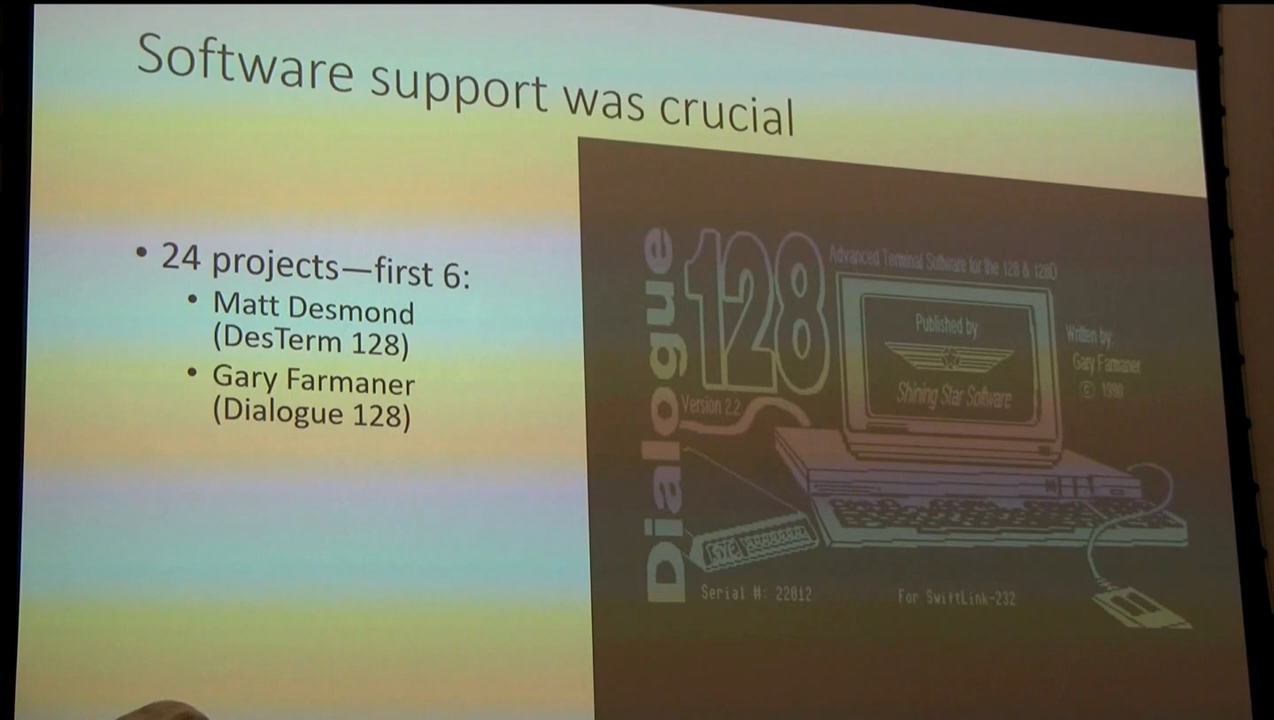 Software support was crucial
• 24 projects—first 6:
• Matt Desmond
(DesTerm 128)
• Gary Farmaner
(Dialogue 128)
Dialogue
128
Advanced Terminal Software for the 128 & 128D
Version 2.2
Published by
Shining Star Software
Written by:
Gary Farmaner
© 1990
Serial #: 22012
For SwiftLink-232